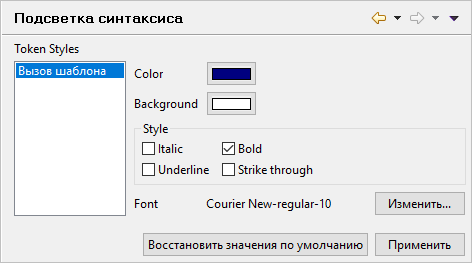 Подсветка синтаксиса
Token Styles
Вызов шаблона
Color
Background
Style
Italic
Bold
Underline
Strike through
Font
Courier New-regular-10
Изменить...
Восстановить значения по умолчанию
Применить